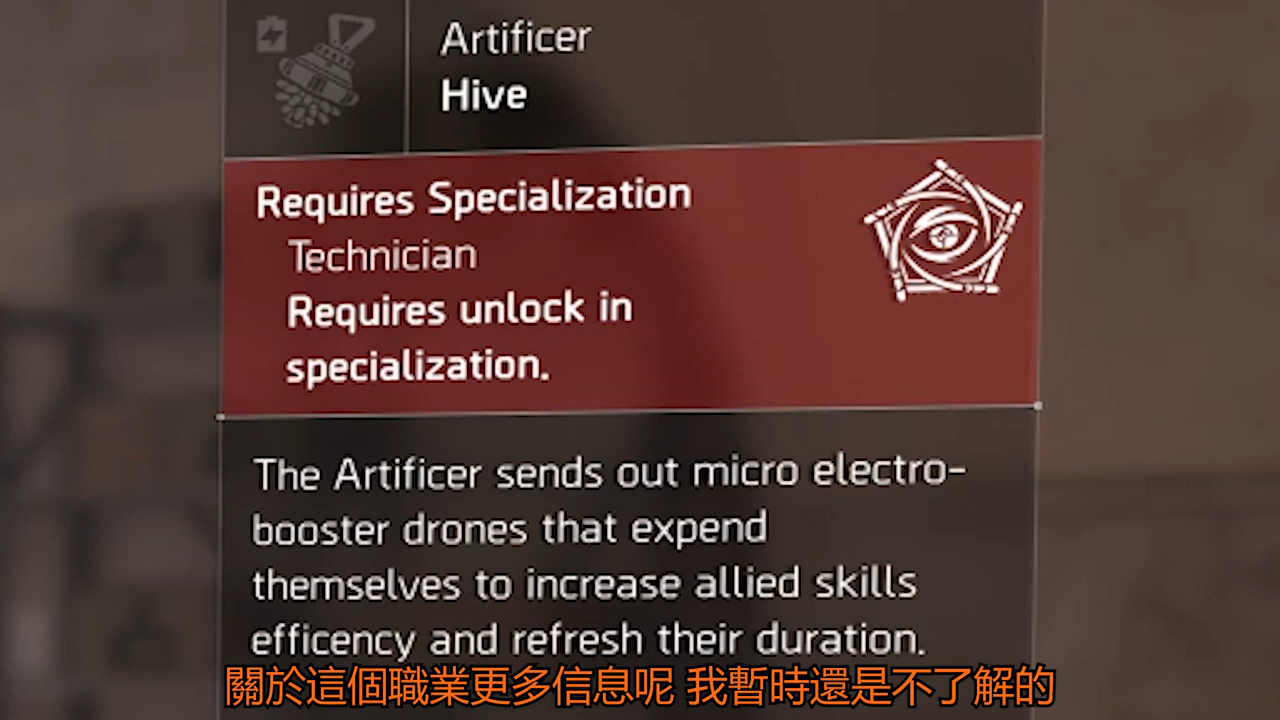 Artificer
Hive
Requires Specialization
Technician
Requires unlock in
specialization.
The Artificer sends out micro electro-
booster drones that expend
themselves to increase allied skills
efficency and refresh their duration.
關於這個職業更多信息呢 我暫時還是不了解的